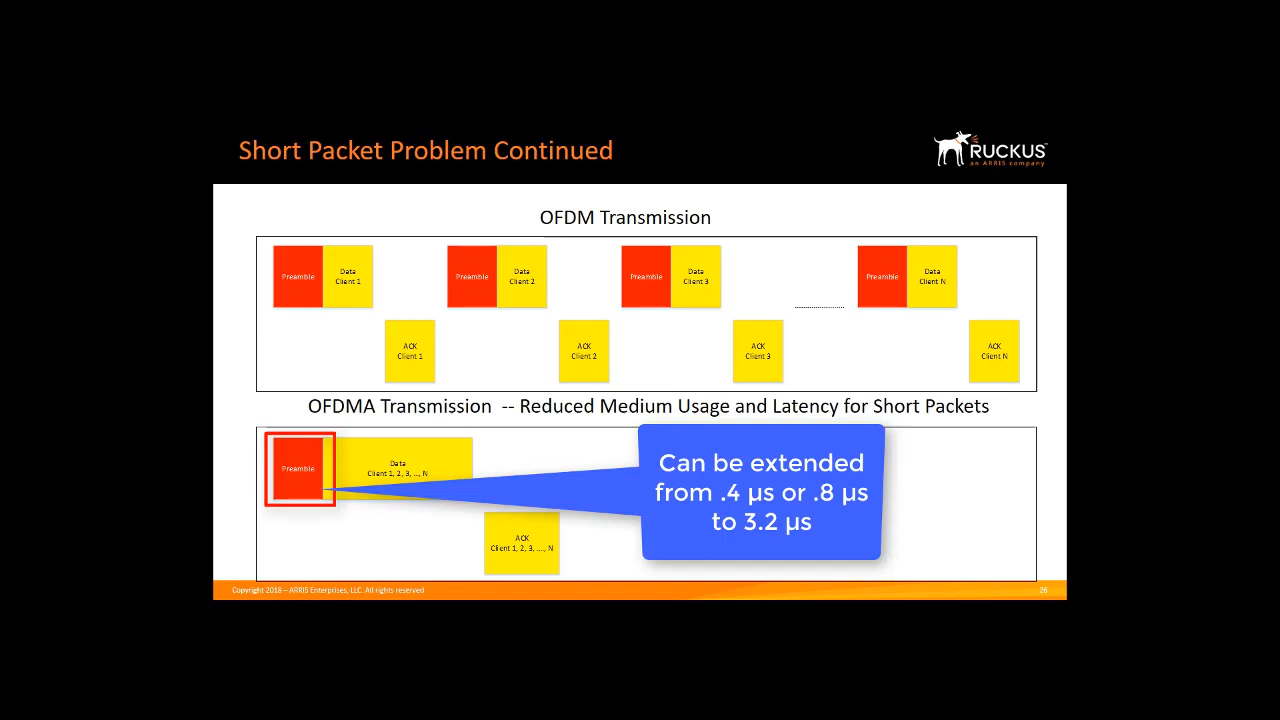 Short Packet Problem Continued
RUCKUS™
an ARRIS company
OFDM Transmission
Preamble
Data
Client 1
Preamble
Data
Client 2
Preamble
Data
Client 3
Preamble
Data
Client N
ACK
Client 1
ACK
Client 2
ACK
Client 3
ACK
Client N
OFDMA Transmission -- Reduced Medium Usage and Latency for Short Packets
Preamble
Data
Client 1, 2, 3, ..., N
Can be extended
from .4 µs or .8 µs
to 3.2 µs
ACK
Client 1, 2, 3, ..., N
Copyright 2018 – ARRIS Enterprises, LLC. All rights reserved
26